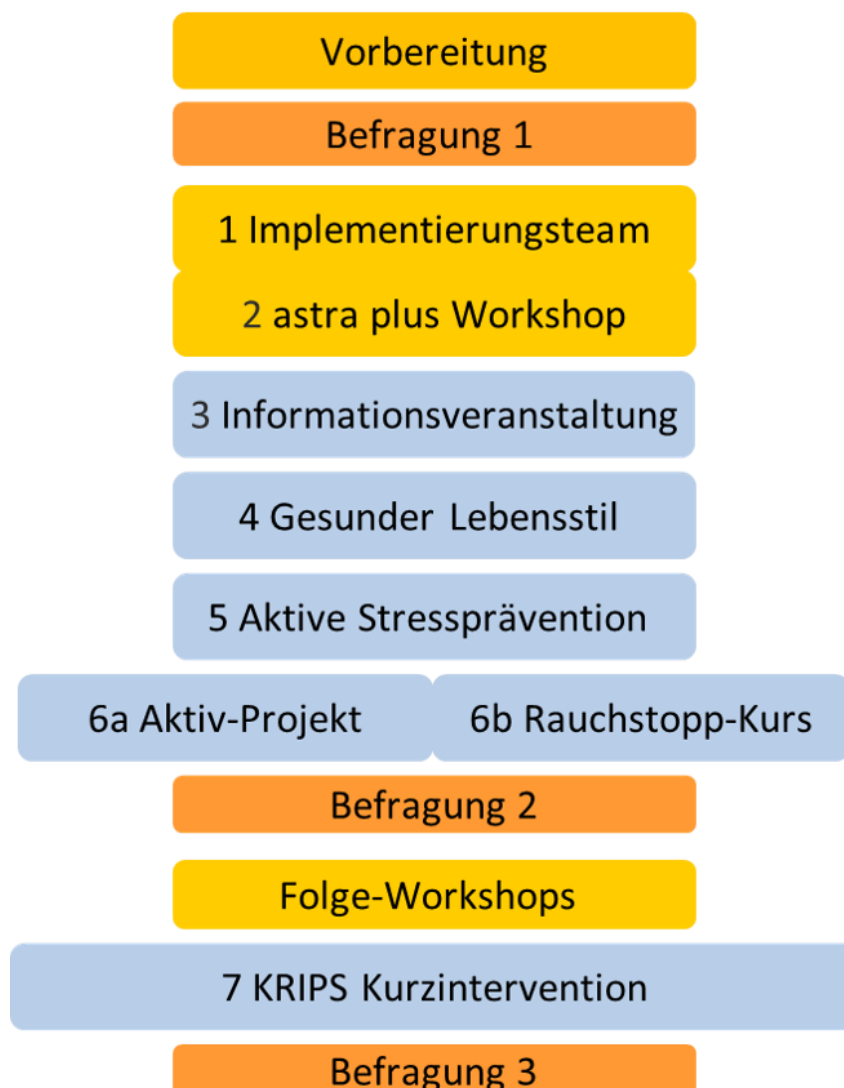 Vorbereitung
Befragung 1
1 Implementierungsteam
2 astra plus Workshop
3 Informationsveranstaltung
4 Gesunder Lebensstil
5 Aktive Stressprävention
6a Aktiv-Projekt
6b Rauchstopp-Kurs
Befragung 2
Folge-Workshops
7 KRIPS Kurzintervention
Befragung 3